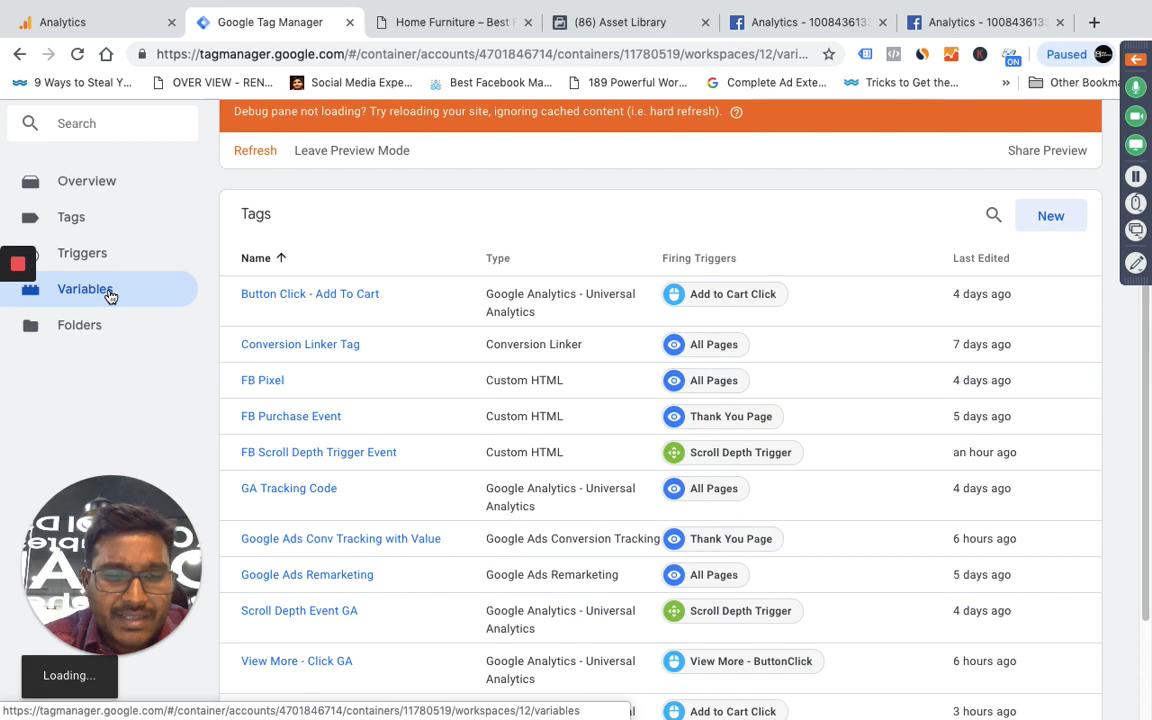 Analytics
Google Tag Manager
Home Furniture – Best F
(86) Asset Library
Analytics - 1008436133
Analytics - 1008436133
https://tagmanager.google.com/#/container/accounts/4701846714/containers/11780519/workspaces/12/vari...
ON
Paused
9 Ways to Steal Y...
OVER VIEW - REN...
Social Media Expe...
Best Facebook Ma...
189 Powerful Wor...
Complete Ad Exte...
Tricks to Get the...
»
Other Bookma
Search
Overview
Tags
Triggers
Variables
Folders
Debug pane not loading? Try reloading your site, ignoring cached content (i.e. hard refresh).
Refresh
Leave Preview Mode
Share Preview
Tags
New
Name
Type
Firing Triggers
Last Edited
Button Click - Add To Cart
Google Analytics - Universal Analytics
Add to Cart Click
4 days ago
Conversion Linker Tag
Conversion Linker
All Pages
7 days ago
FB Pixel
Custom HTML
All Pages
4 days ago
FB Purchase Event
Custom HTML
Thank You Page
5 days ago
FB Scroll Depth Trigger Event
Custom HTML
Scroll Depth Trigger
an hour ago
GA Tracking Code
Google Analytics - Universal Analytics
All Pages
4 days ago
Google Ads Conv Tracking with Value
Google Ads Conversion Tracking
Thank You Page
6 hours ago
Google Ads Remarketing
Google Ads Remarketing
All Pages
5 days ago
Scroll Depth Event GA
Google Analytics - Universal Analytics
Scroll Depth Trigger
4 days ago
View More - Click GA
Google Analytics - Universal Analytics
View More - ButtonClick
6 hours ago
Add to Cart Click
3 hours ago
Loading...
https://tagmanager.google.com/#/container/accounts/4701846714/containers/11780519/workspaces/12/variables